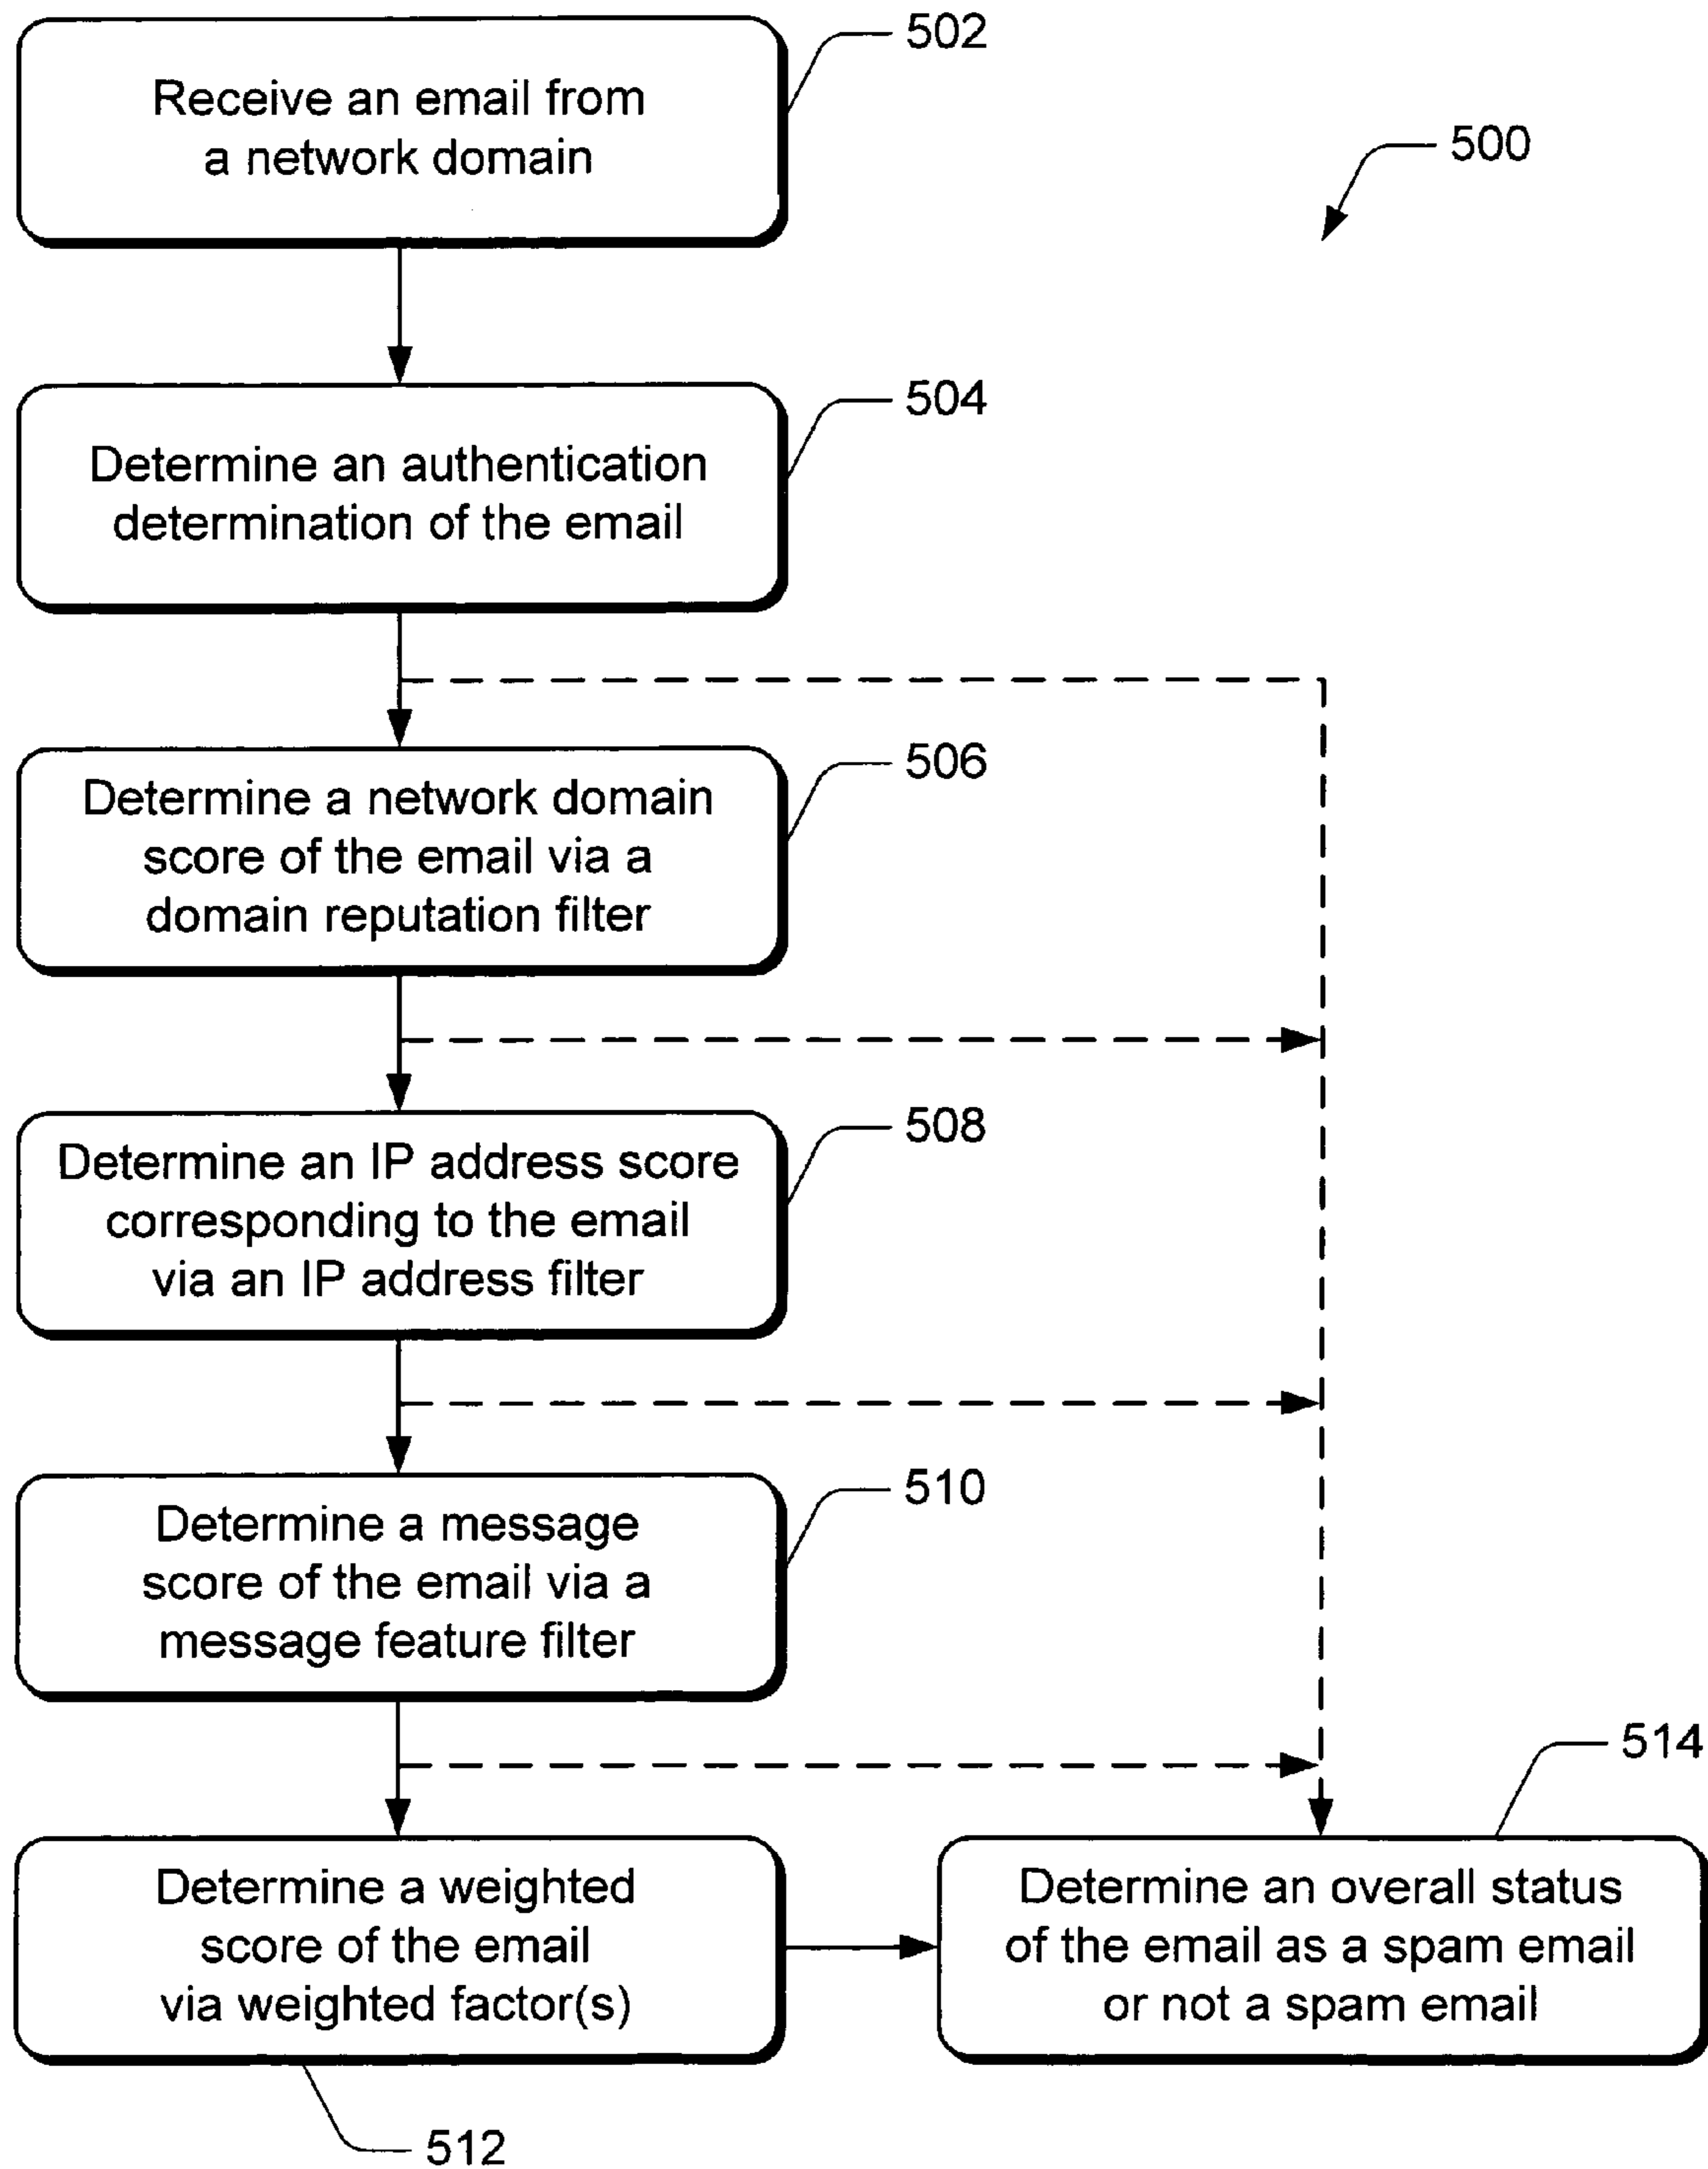 502
Receive an email from
a network domain
500
504
Determine an authentication
determination of the email
506
Determine a network domain
score of the email via a
domain reputation filter
508
Determine an IP address score
corresponding to the email
via an IP address filter
510
Determine a message
score of the email via a
message feature filter
514
Determine a weighted
score of the email
via weighted factor(s)
Determine an overall status
of the email as a spam email
or not a spam email
512